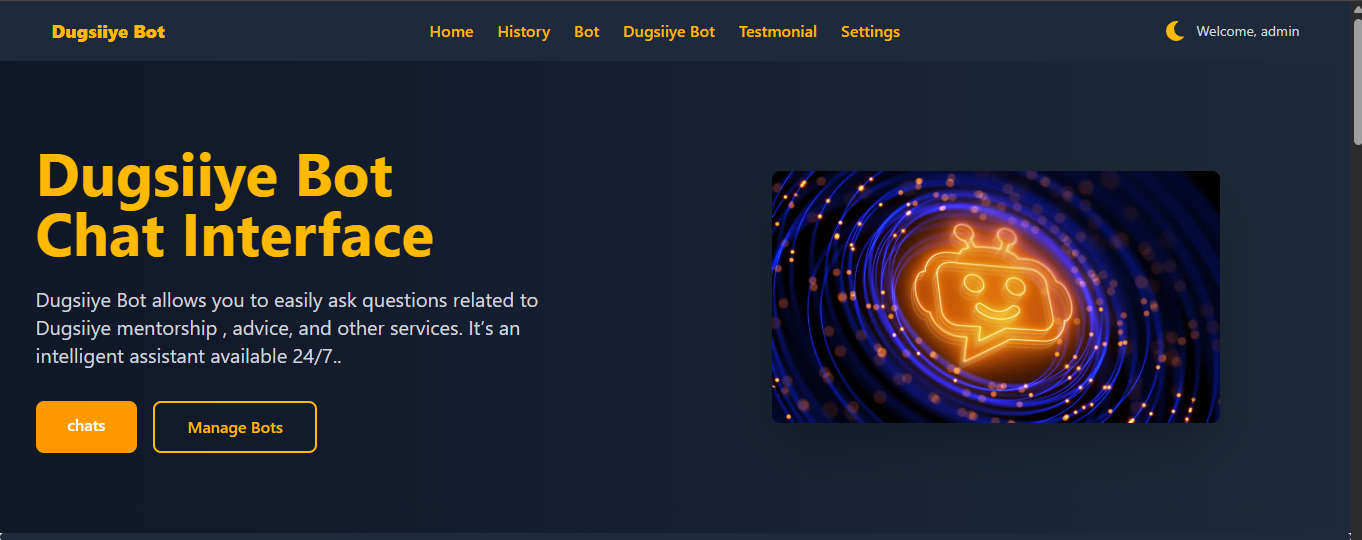 Dugsiiye Bot
Home
History
Bot
Dugsiiye Bot
Testmonial
Settings
Welcome, admin
Dugsiiye Bot
Chat Interface
Dugsiiye Bot allows you to easily ask questions related to
Dugsiiye mentorship , advice, and other services. It’s an
intelligent assistant available 24/7..
chats
Manage Bots